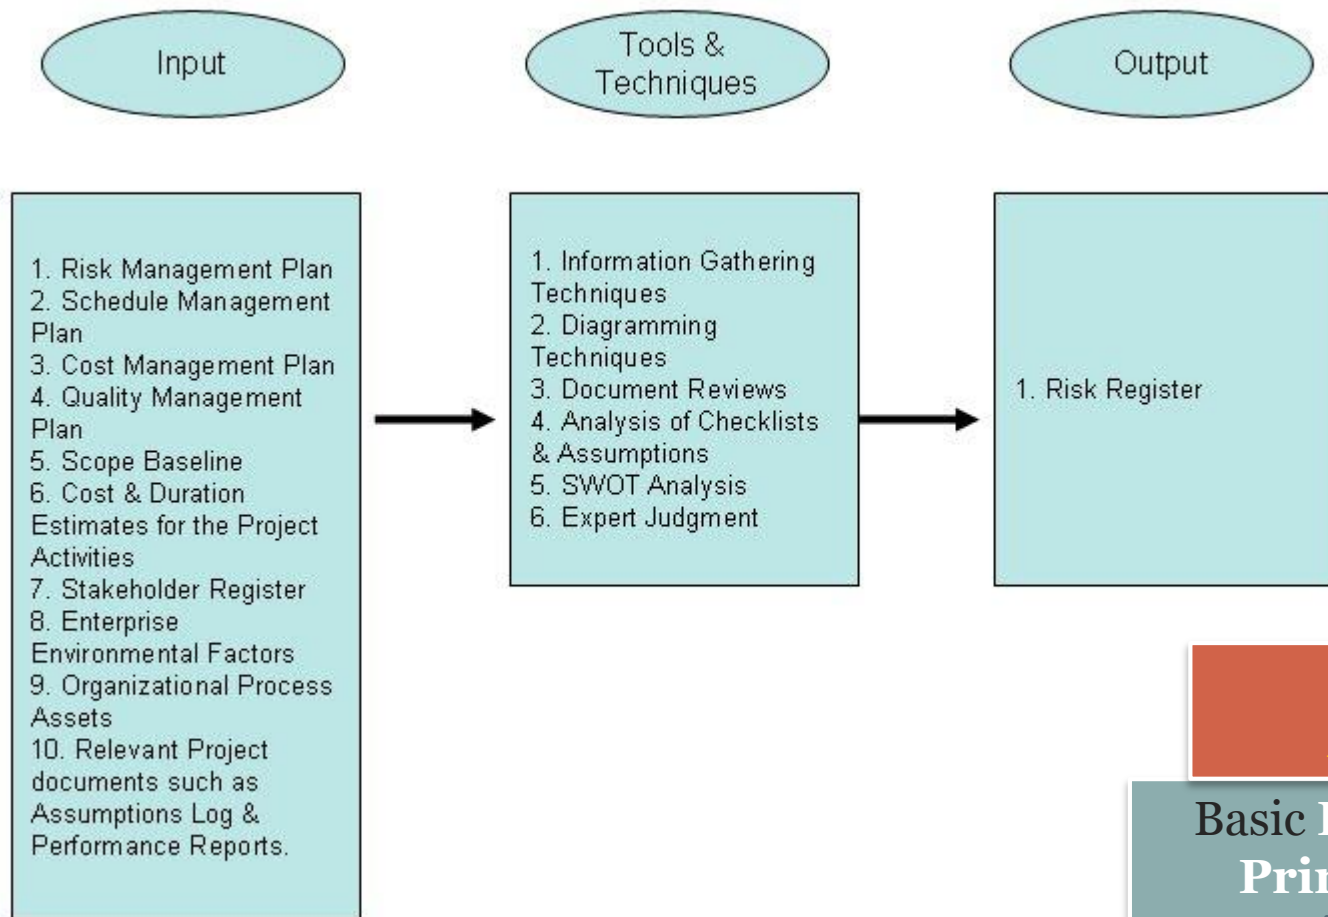 Input
Tools &
Techniques
Output
1. Risk Management Plan
2. Schedule Management
Plan
3. Cost Management Plan
4. Quality Management
Plan
5. Scope Baseline
6. Cost & Duration
Estimates for the Project
Activities
7. Stakeholder Register
8. Enterprise
Environmental Factors
9. Organizational Process
Assets
10. Relevant Project
documents such as
Assumptions Log &
Performance Reports.
1. Information Gathering
Techniques
2. Diagramming
Techniques
3. Document Reviews
4. Analysis of Checklists
& Assumptions
5. SWOT Analysis
6. Expert Judgment
1. Risk Register
Basic